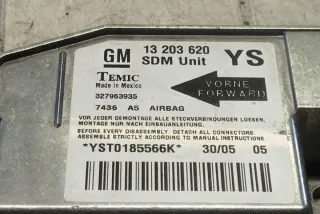 GM 13 203 620 YS
SDM Unit
TEMIC
Made in Mexico
327963935
VORNE
FORWARD
7436 A5 AIRBAG
VOR JEDER DEMONTAGE ALLE STECKVERBINDUNGEN LOESEN.
MONTAGE NUR NACH EINBAUANLEITUNG.
BEFORE EVERY DISASSEMBLY, DETACH ALL CONNECTORS.
ASSEMBLE STRICTLY ACCORDING TO MANUAL INSTRUCTIONS.
*YST0185566K* 30/05 05